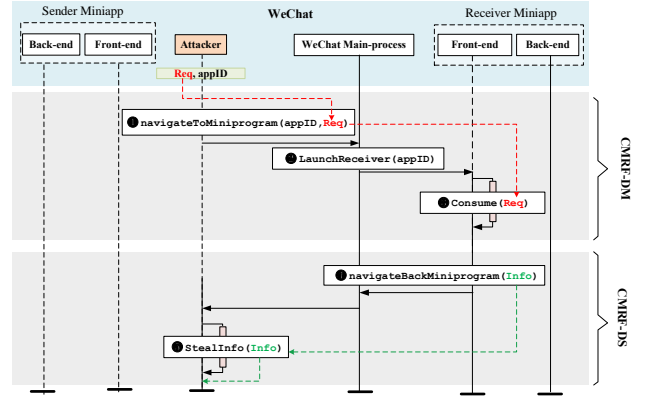 Sender Miniapp
WeChat
Receiver Miniapp
Back-end
Front-end
Attacker
WeChat Main-process
Front-end
Back-end
Req, appID
navigateToMiniprogram(appID,Req)
LaunchReceiver(appID)
Consume(Req)
CMRF-DM
navigateBackMiniprogram(Info)
StealInfo(Info)
CMRF-DS